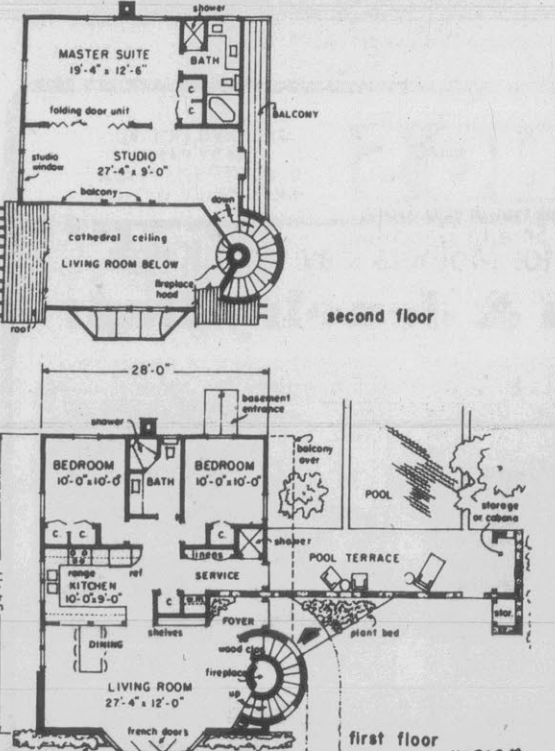 shower
MASTER SUITE
19'-4" x 12'-6"
BATH
C.
C
folding door unit
BALCONY
STUDIO
27'-4" x 9'-0"
studio
window
balcony
down
cathedral ceiling
LIVING ROOM BELOW
fireplace
hood
roof
second floor
28'-0"
basement
entrance
shower
balcony
over
BEDROOM
10'-0" x 10'-0"
BATH
BEDROOM
10'-0" x 10'-0"
POOL
storage
or cabana
C.
C.
C
shower
linens
POOL TERRACE
range
ref
KITCHEN
10'-0" x 9'-0"
SERVICE
C
stor.
shelves
FOYER
plant bed
DINING
wood clos
fireplace
up
LIVING ROOM
27'-4" x 12'-0"
french doors
first floor